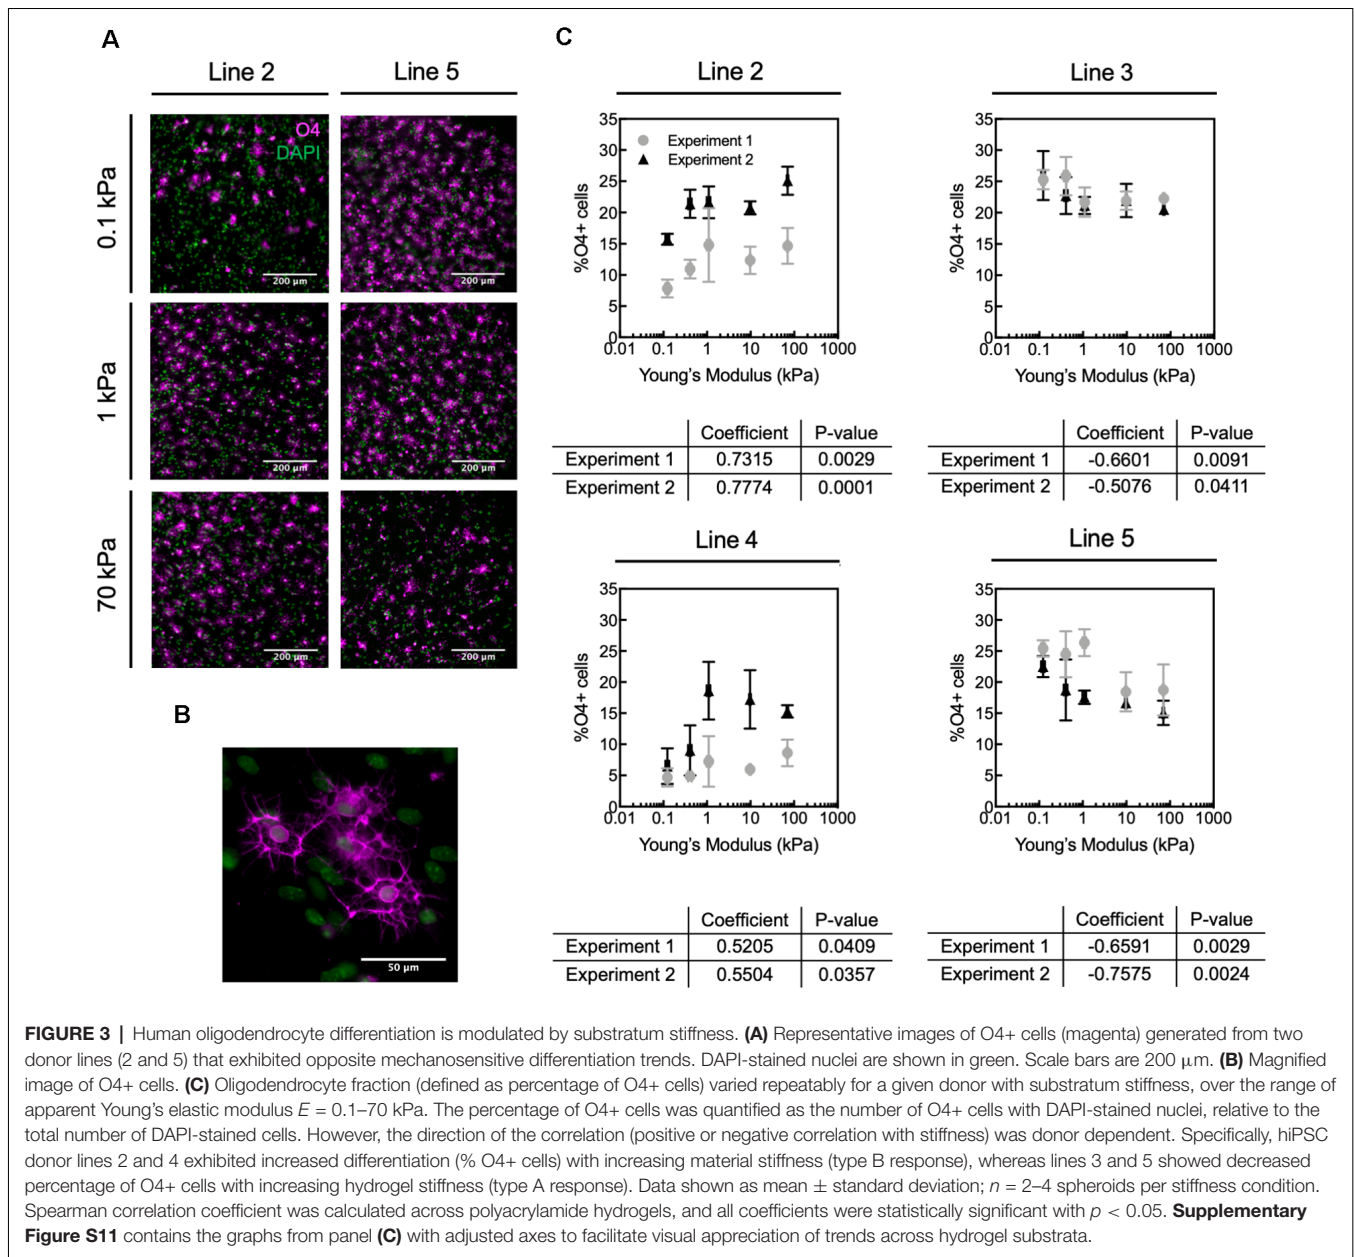 A
Line 2
Line 5
0.1 kPa
O4
DAPI
200 µm
200 µm
1 kPa
200 µm
200 µm
70 kPa
200 µm
200 µm
B
50 µm
C
Line 2
35
30
25
20
15
10
5
0
%O4+ cells
Experiment 1
Experiment 2
0.01 0.1 1 10 100 1000
Young's Modulus (kPa)
Coefficient P-value
Experiment 1 0.7315 0.0029
Experiment 2 0.7774 0.0001
Line 3
35
30
25
20
15
10
5
0
%O4+ cells
0.01 0.1 1 10 100 1000
Young's Modulus (kPa)
Coefficient P-value
Experiment 1 -0.6601 0.0091
Experiment 2 -0.5076 0.0411
Line 4
35
30
25
20
15
10
5
0
%O4+ cells
0.01 0.1 1 10 100 1000
Young's Modulus (kPa)
Coefficient P-value
Experiment 1 0.5205 0.0409
Experiment 2 0.5504 0.0357
Line 5
35
30
25
20
15
10
5
0
%O4+ cells
0.01 0.1 1 10 100 1000
Young's Modulus (kPa)
Coefficient P-value
Experiment 1 -0.6591 0.0029
Experiment 2 -0.7575 0.0024
FIGURE 3 | Human oligodendrocyte differentiation is modulated by substratum stiffness. (A) Representative images of O4+ cells (magenta) generated from two
donor lines (2 and 5) that exhibited opposite mechanosensitive differentiation trends. DAPI-stained nuclei are shown in green. Scale bars are 200 µm. (B) Magnified
image of O4+ cells. (C) Oligodendrocyte fraction (defined as percentage of O4+ cells) varied repeatably for a given donor with substratum stiffness, over the range of
apparent Young's elastic modulus E = 0.1–70 kPa. The percentage of O4+ cells was quantified as the number of O4+ cells with DAPI-stained nuclei, relative to the
total number of DAPI-stained cells. However, the direction of the correlation (positive or negative correlation with stiffness) was donor dependent. Specifically, hiPSC
donor lines 2 and 4 exhibited increased differentiation (% O4+ cells) with increasing material stiffness (type B response), whereas lines 3 and 5 showed decreased
percentage of O4+ cells with increasing hydrogel stiffness (type A response). Data shown as mean ± standard deviation; n = 2–4 spheroids per stiffness condition.
Spearman correlation coefficient was calculated across polyacrylamide hydrogels, and all coefficients were statistically significant with p < 0.05. Supplementary
Figure S11 contains the graphs from panel (C) with adjusted axes to facilitate visual appreciation of trends across hydrogel substrata.